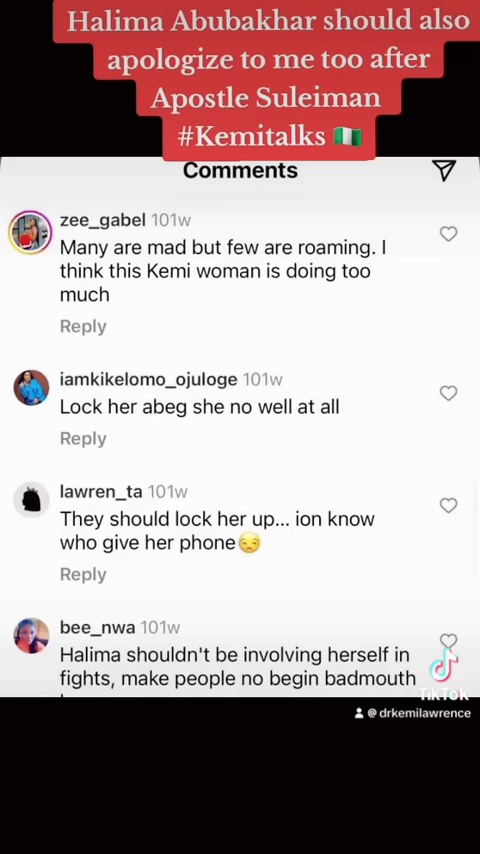 Halima Abubakhar should also
apologize to me too after
Apostle Suleiman
#Kemitalks 🇳🇬
Comments
zee_gabel 101w
Many are mad but few are roaming. I
think this Kemi woman is doing too
much
Reply
iamkikelomo_ojuloge 101w
Lock her abeg she no well at all
Reply
lawren_ta 101w
They should lock her up... ion know
who give her phone😒
Reply
bee_nwa 101w
Halima shouldn't be involving herself in
fights, make people no begin badmouth
TikTok
@drkemilawrence